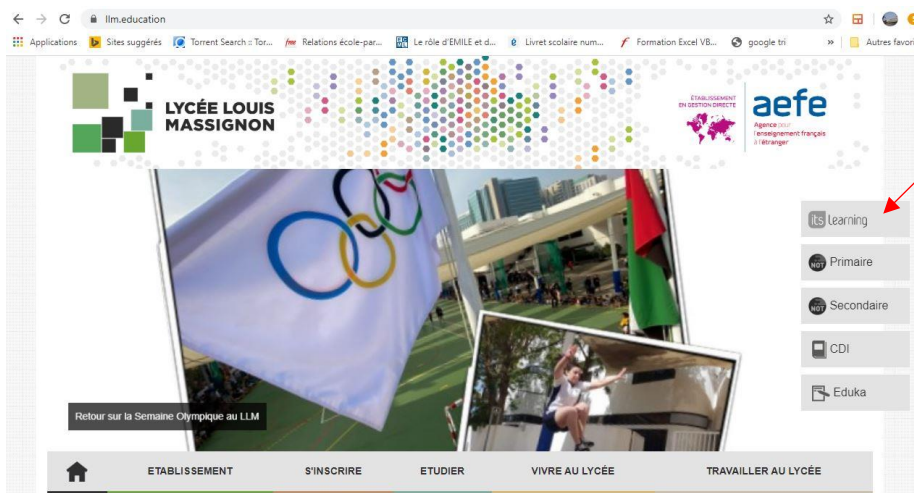 llm.education
Applications
Sites suggérés
Torrent Search :: Tor...
Relations école-par...
Le rôle d'EMILE et d...
Livret scolaire num...
Formation Excel VB...
google tri
»
Autres favori
LYCÉE LOUIS
MASSIGNON
ÉTABLISSEMENT
EN GESTION DIRECTE
aefe
Agence pour
l'enseignement français
à l'étranger
its learning
NOT Primaire
NOT Secondaire
CDI
Eduka
Retour sur la Semaine Olympique au LLM
ETABLISSEMENT
S'INSCRIRE
ETUDIER
VIVRE AU LYCÉE
TRAVAILLER AU LYCÉE